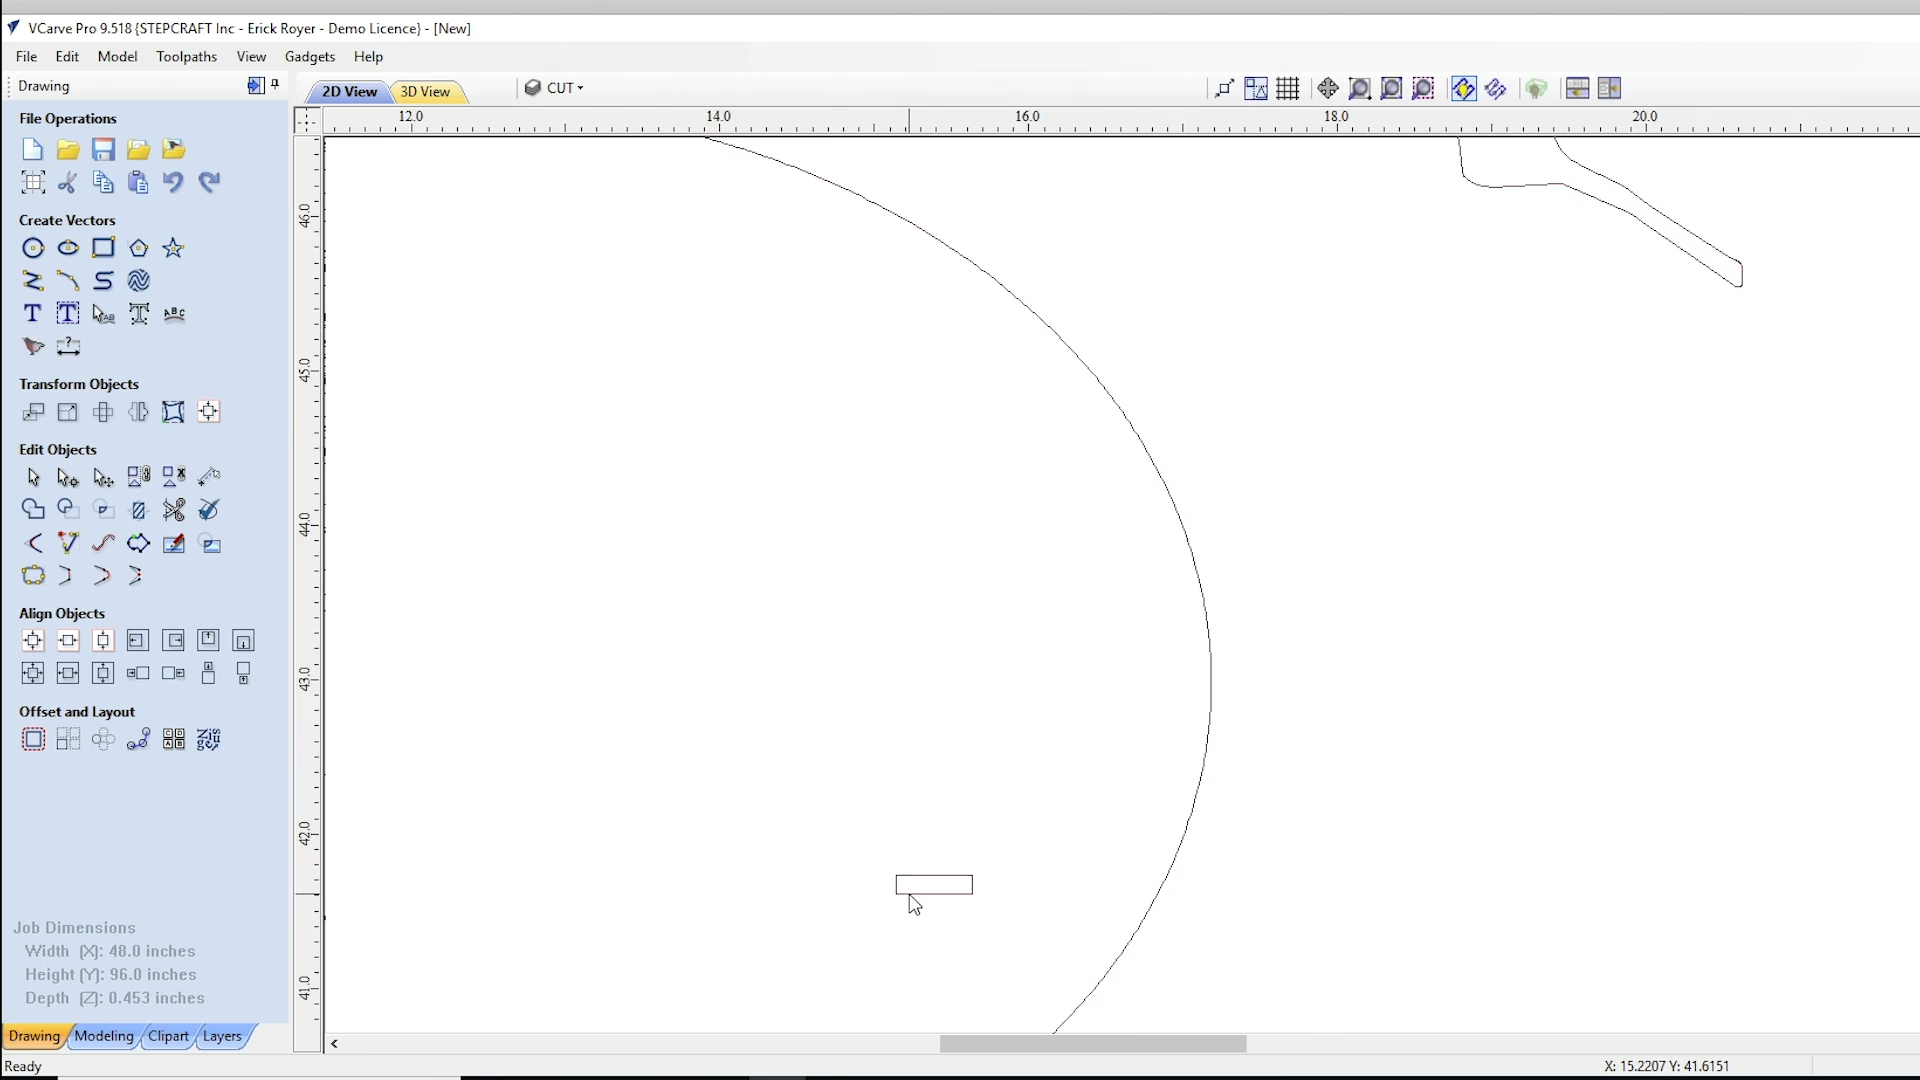 VCarve Pro 9.518 {STEPCRAFT Inc - Erick Royer - Demo Licence} - [New]
File Edit Model Toolpaths View Gadgets Help
Drawing
2D View 3D View CUT
File Operations
12.0 14.0 16.0 18.0 20.0
46.0
45.0
44.0
43.0
42.0
41.0
Create Vectors
Transform Objects
Edit Objects
Align Objects
Offset and Layout
Job Dimensions
Width (X): 48.0 inches
Height (Y): 96.0 inches
Depth (Z): 0.453 inches
Drawing Modeling Clipart Layers
Ready
X: 15.2207 Y: 41.6151